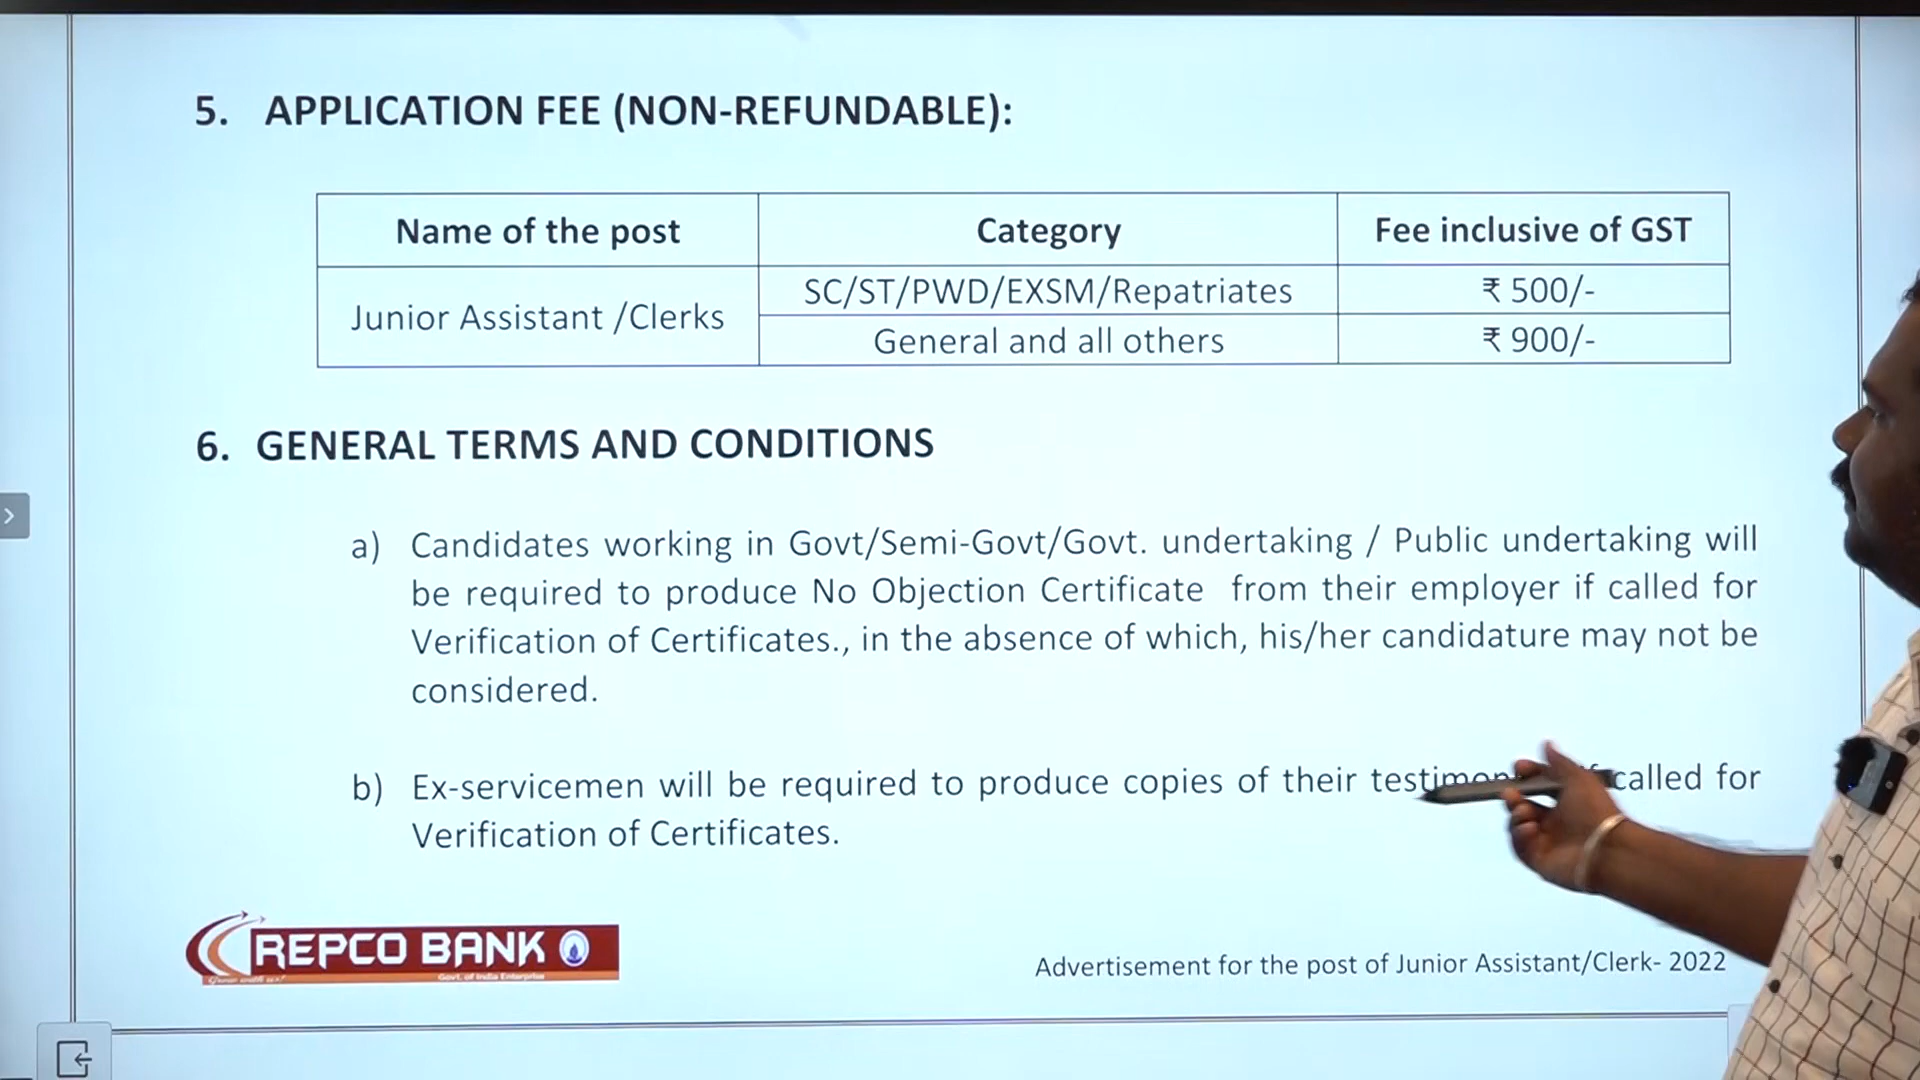 5. APPLICATION FEE (NON-REFUNDABLE):
Name of the post Category Fee inclusive of GST
Junior Assistant /Clerks SC/ST/PWD/EXSM/Repatriates ₹ 500/-
General and all others ₹ 900/-
6. GENERAL TERMS AND CONDITIONS
a) Candidates working in Govt/Semi-Govt/Govt. undertaking / Public undertaking will
be required to produce No Objection Certificate from their employer if called for
Verification of Certificates., in the absence of which, his/her candidature may not be
considered.
b) Ex-servicemen will be required to produce copies of their called for
Verification of Certificates.
REPCO BANK
Govt. of India Enterprise
Advertisement for the post of Junior Assistant/Clerk- 2022